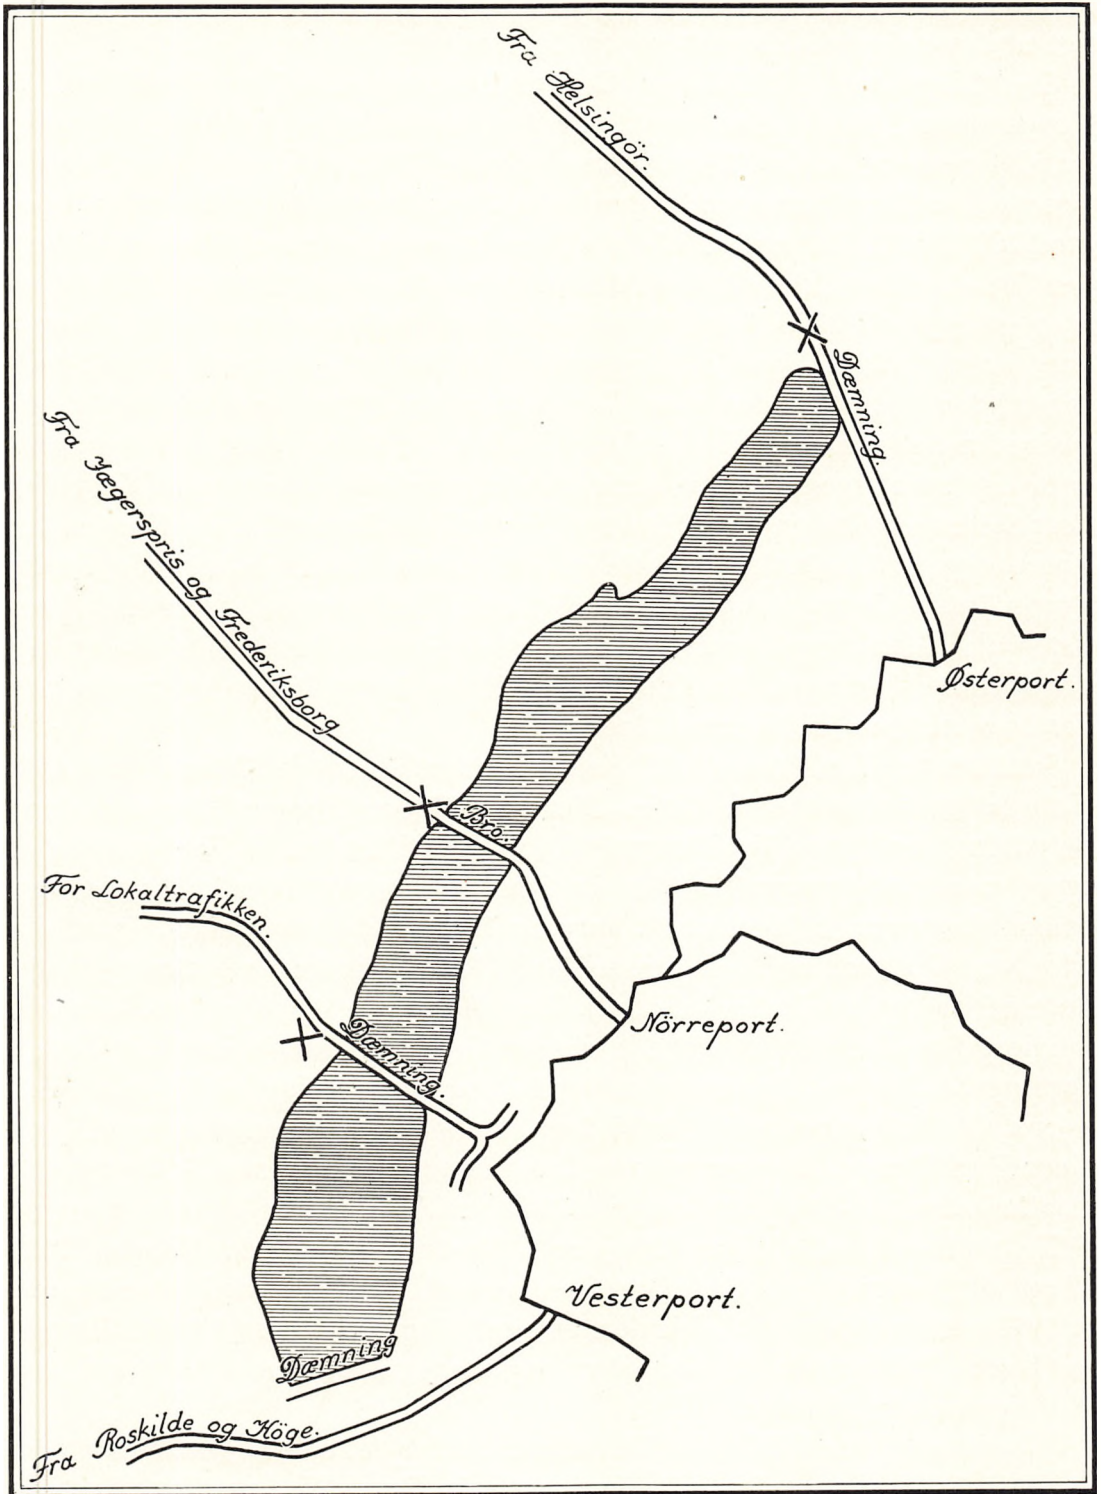 Fra Helsingör.
Dæmning.
Fra Jægerspris og Frederiksborg
Østerport.
Bro.
For Lokaltrafikken.
Nörreport.
Dæmning.
Vesterport.
Dæmning
Fra Roskilde og Köge.